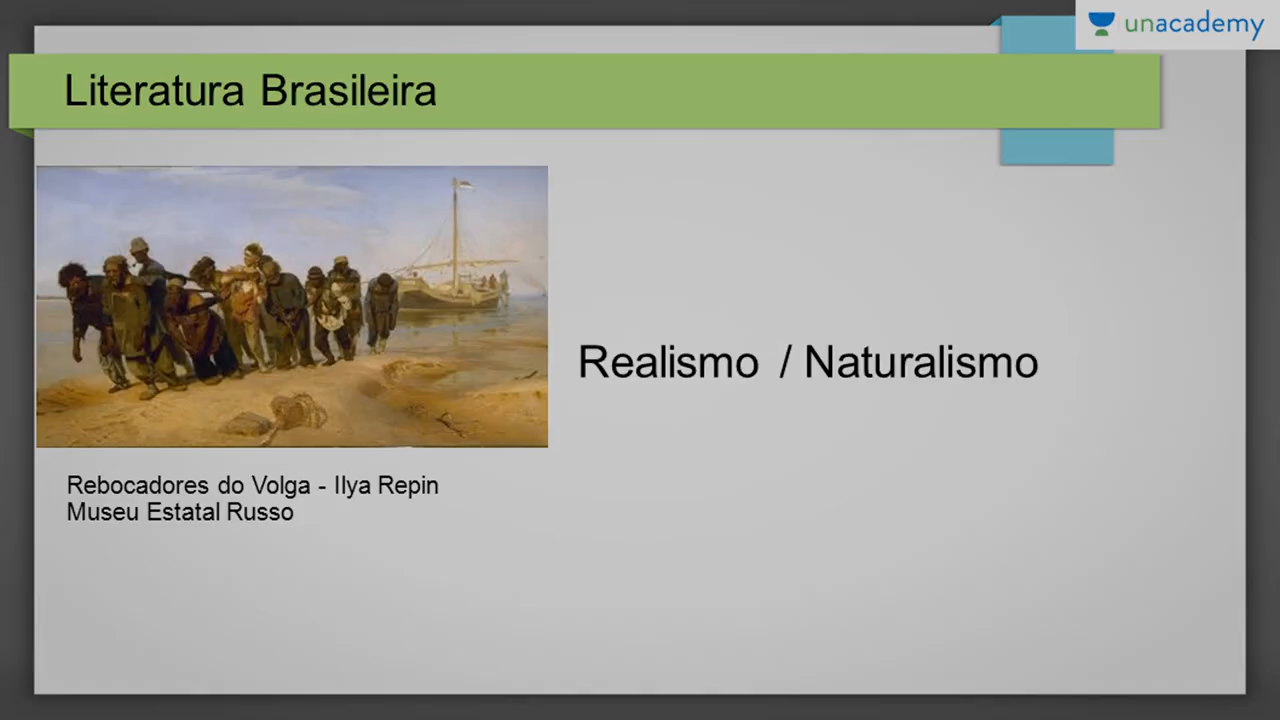 unacademy
Literatura Brasileira
Realismo / Naturalismo
Rebocadores do Volga - Ilya Repin
Museu Estatal Russo